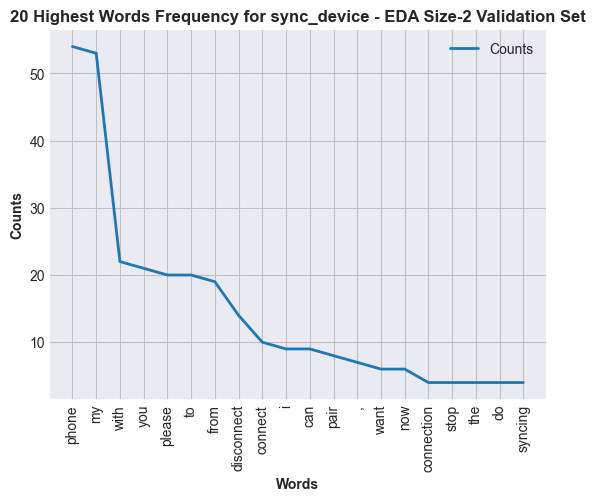 20 Highest Words Frequency for sync_device - EDA Size-2 Validation Set
Counts
50
40
30
20
10
Counts
phone
my
with
you
please
to
from
disconnect
connect
i
can
pair
,
want
now
connection
stop
the
do
syncing
Words